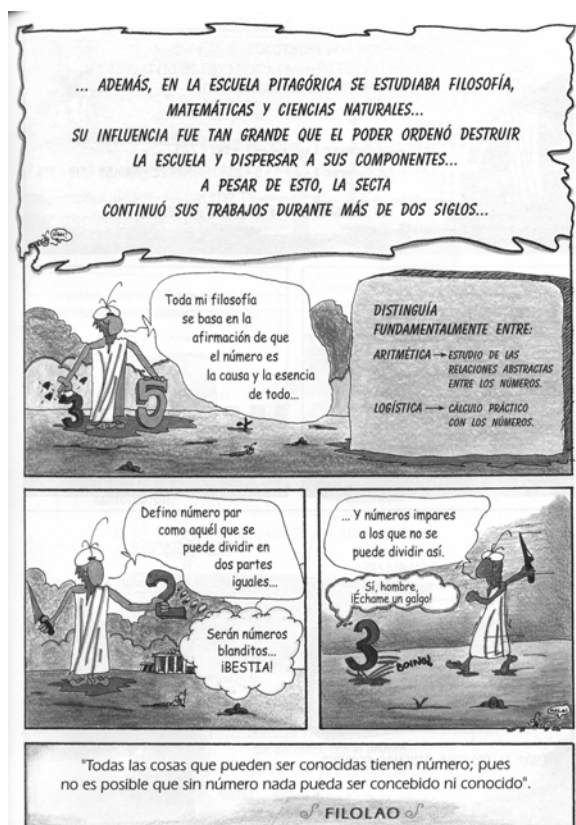 ... ADEMÁS, EN LA ESCUELA PITAGÓRICA SE ESTUDIABA FILOSOFÍA,
MATEMÁTICAS Y CIENCIAS NATURALES...
SU INFLUENCIA FUE TAN GRANDE QUE EL PODER ORDENÓ DESTRUIR
LA ESCUELA Y DISPERSAR A SUS COMPONENTES...
A PESAR DE ESTO, LA SECTA
CONTINUÓ SUS TRABAJOS DURANTE MÁS DE DOS SIGLOS...
Toda mi filosofía
se basa en la
afirmación de que
el número es
la causa y la esencia
de todo...
3 5
DISTINGUÍA
FUNDAMENTALMENTE ENTRE:
ARITMÉTICA → ESTUDIO DE LAS
RELACIONES ABSTRACTAS
ENTRE LOS NÚMEROS.
LOGÍSTICA → CÁLCULO PRÁCTICO
CON LOS NÚMEROS.
Defino número par
como aquél que se
puede dividir en
dos partes
iguales...
2
Serán números
blanditos...
¡BESTIA!
... Y números impares
a los que no se
puede dividir así.
Sí, hombre,
¡Échame un galgo!
3
BOING!
"Todas las cosas que pueden ser conocidas tienen número; pues
no es posible que sin número nada pueda ser concebido ni conocido".
FILOLAO